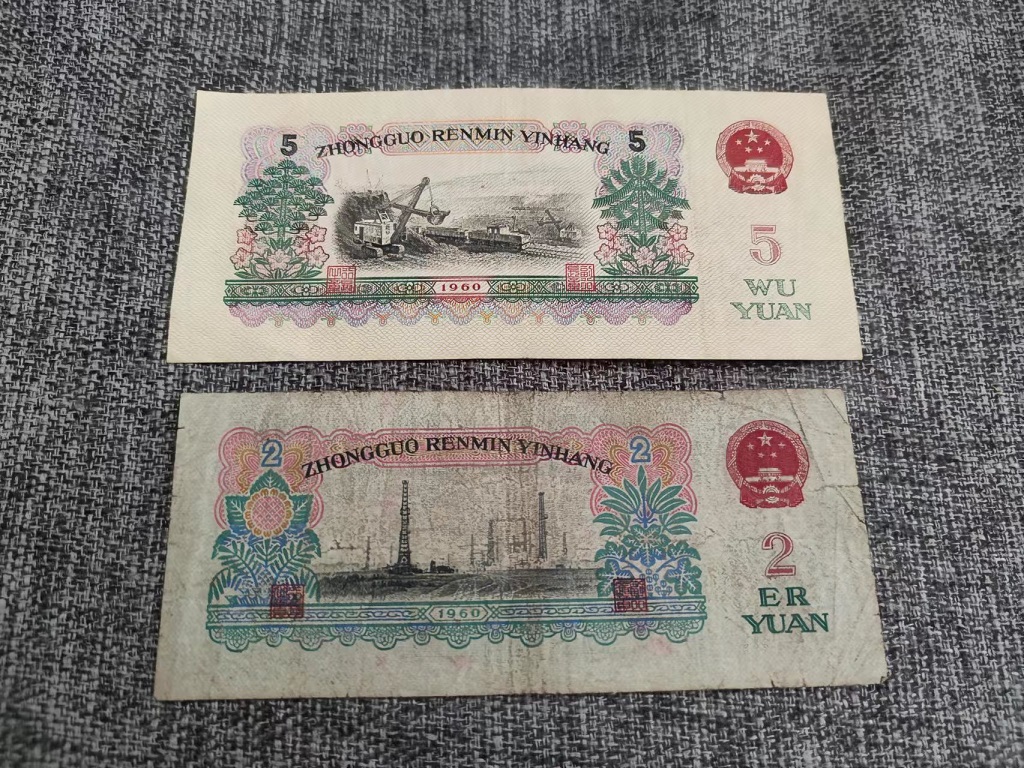 5 ZHONGGUO RENMIN YINHANG 5
5
WU
YUAN
1960
2 ZHONGGUO RENMIN YINHANG 2
2
ER
YUAN
1960